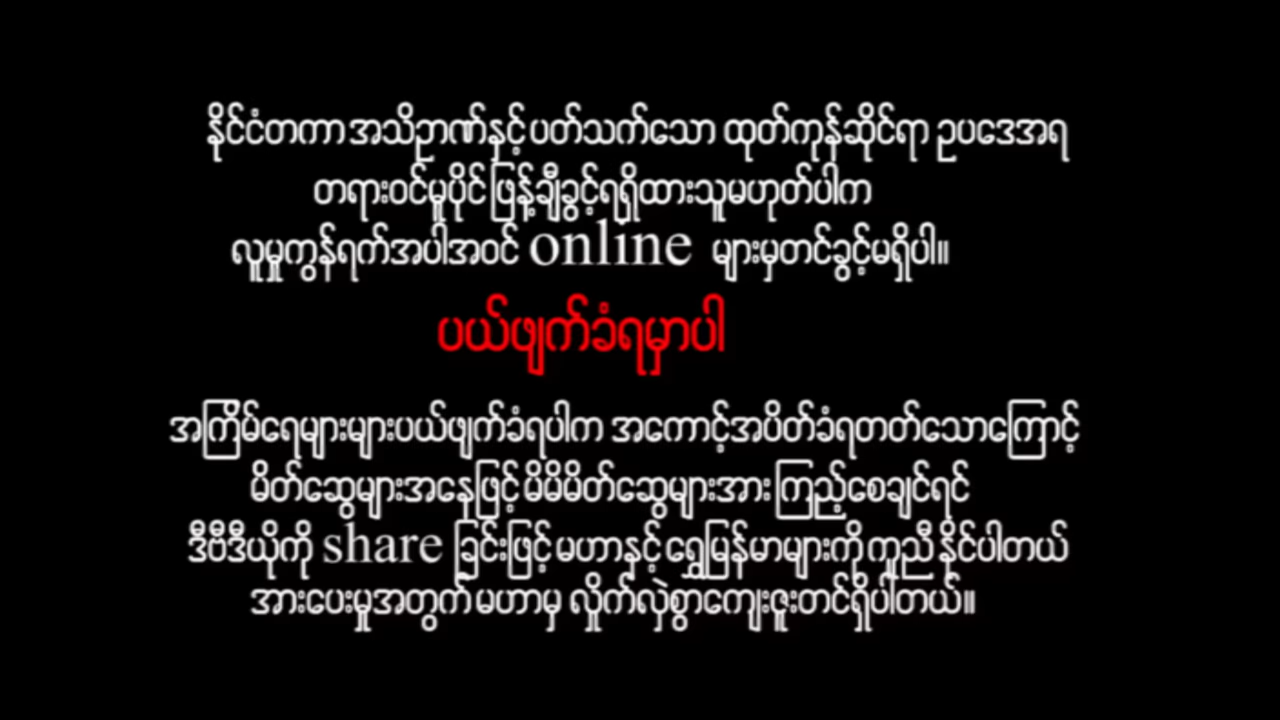 နိုင်ငံတကာ အသိဉာဏ်နှင့် ပတ်သက်သော ထုတ်ကုန်ဆိုင်ရာ ဥပဒေအရ
တရားဝင်မူပိုင် ဖြန့်ချီခွင့်ရရှိထားသူမဟုတ်ပါက
လူမှုကွန်ရက်အပါအဝင် online များမှတင်ခွင့်မရှိပါ။
ပယ်ဖျက်ခံရမှာပါ
အကြိမ်ရေများများပယ်ဖျက်ခံရပါက အကောင့်အပိတ်ခံရတတ်သောကြောင့်
မိတ်ဆွေများအနေဖြင့် မိမိမိတ်ဆွေများအား ကြည့်စေချင်ရင်
ဒီဗီဒီယိုကို share ခြင်းဖြင့် မဟာနှင့် ရွှေမြန်မာများကို ကူညီ နိုင်ပါတယ်
အားပေးမှုအတွက် မဟာမှ လှိုက်လှဲစွာကျေးဇူးတင်ရှိပါတယ်။